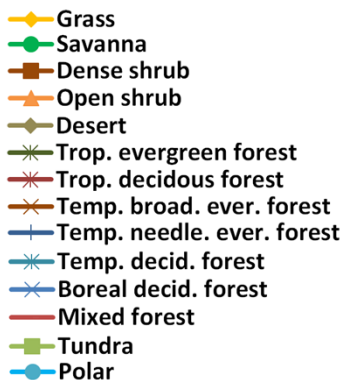 Grass
Savanna
Dense shrub
Open shrub
Desert
Trop. evergreen forest
Trop. decidous forest
Temp. broad. ever. forest
Temp. needle. ever. forest
Temp. decid. forest
Boreal decid. forest
Mixed forest
Tundra
Polar